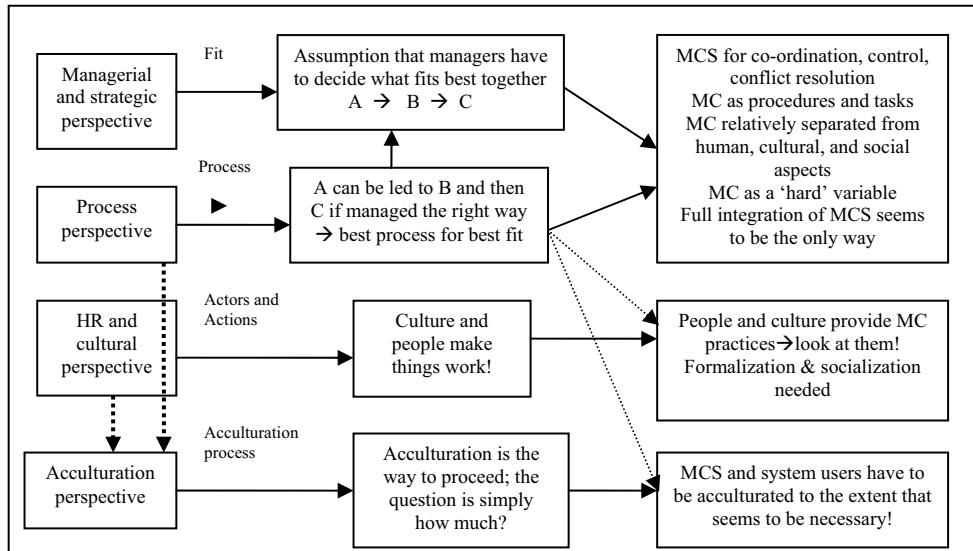 Managerial
and strategic
perspective
Fit
Assumption that managers have
to decide what fits best together
A → B → C
MCS for co-ordination, control,
conflict resolution
MC as procedures and tasks
MC relatively separated from
human, cultural, and social
aspects
MC as a ‘hard’ variable
Full integration of MCS seems
to be the only way
Process
perspective
Process
A can be led to B and then
C if managed the right way
→ best process for best fit
HR and
cultural
perspective
Actors and
Actions
Culture and
people make
things work!
People and culture provide MC
practices→look at them!
Formalization & socialization
needed
Acculturation
perspective
Acculturation
process
Acculturation is the
way to proceed; the
question is simply
how much?
MCS and system users have to
be acculturated to the extent that
seems to be necessary!